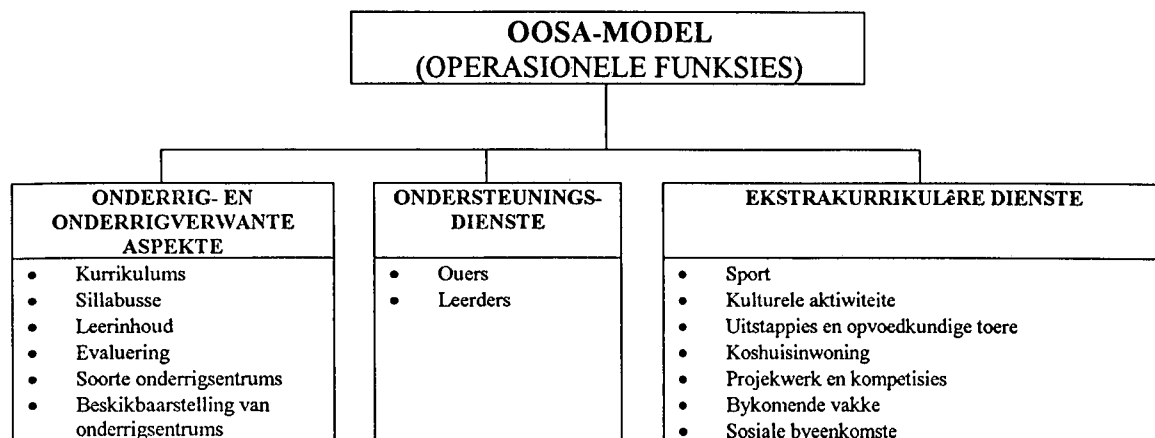 OOSA-MODEL
(OPERASIONELE FUNKSIES)
ONDERRIG- EN
ONDERRIGVERWANTE
ASPEKTE
• Kurrikulums
• Sillabusse
• Leerinhoud
• Evaluering
• Soorte onderrigsentrums
• Beskikbaarstelling van
onderrigsentrums
ONDERSTEUNINGS-
DIENSTE
• Ouers
• Leerders
EKSTRAKURRIKULêRE DIENSTE
• Sport
• Kulturele aktiwiteite
• Uitstappies en opvoedkundige toere
• Koshuisinwoning
• Projekwerk en kompetisies
• Bykomende vakke
• Sosiale byeenkomste